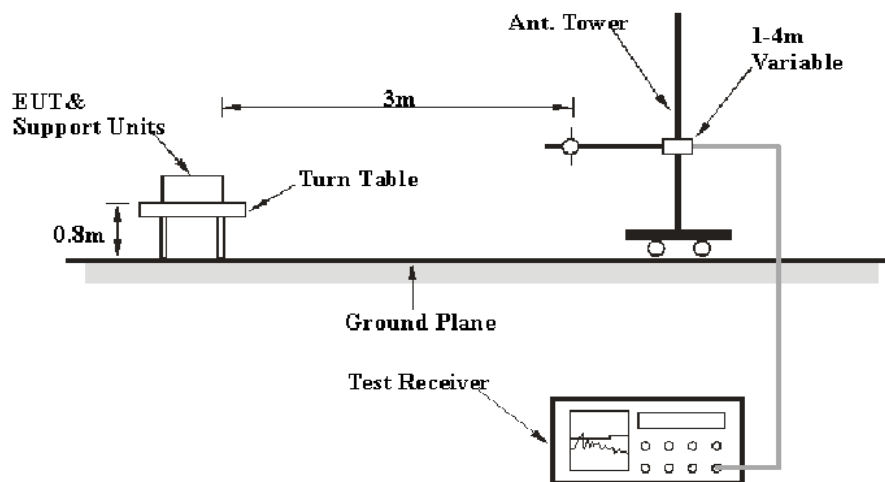 Ant. Tower
1-4m
Variable
3m
EUT&
Support Units
Turn Table
0.8m
Ground Plane
Test Receiver